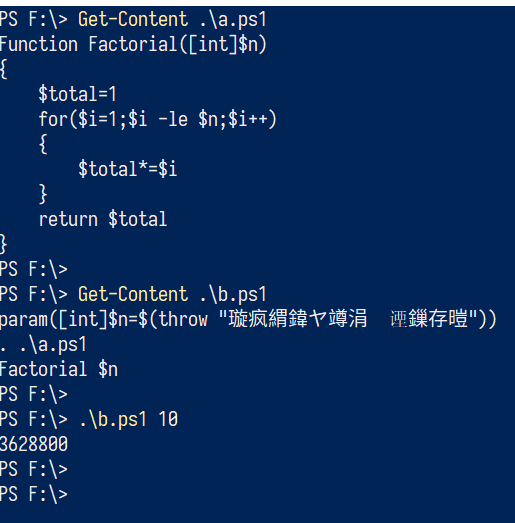 PS F:\> Get-Content .\a.ps1
Function Factorial([int]$n)
{
    $total=1
    for($i=1;$i -le $n;$i++)
    {
        $total*=$i
    }
    return $total
}
PS F:\>
PS F:\> Get-Content .\b.ps1
param([int]$n=$(throw "璇疯緭鍏ヤ竴涓  湮鏁存暟"))
. .\a.ps1
Factorial $n
PS F:\>
PS F:\> .\b.ps1 10
3628800
PS F:\>
PS F:\>